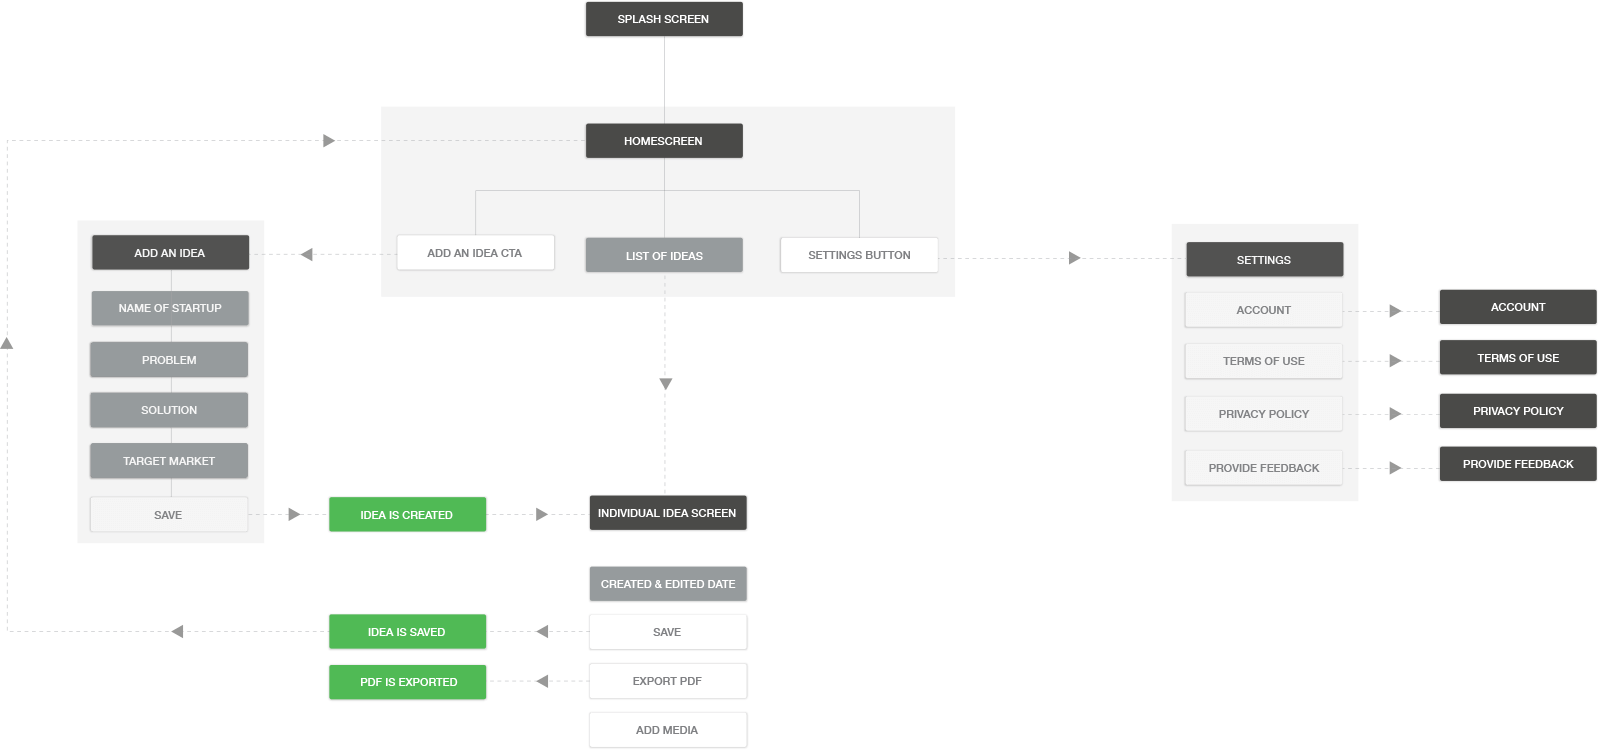 SPLASH SCREEN
HOMESCREEN
ADD AN IDEA CTA
LIST OF IDEAS
SETTINGS BUTTON
ADD AN IDEA
NAME OF STARTUP
PROBLEM
SOLUTION
TARGET MARKET
SAVE
IDEA IS CREATED
INDIVIDUAL IDEA SCREEN
CREATED & EDITED DATE
SAVE
EXPORT PDF
ADD MEDIA
IDEA IS SAVED
PDF IS EXPORTED
SETTINGS
ACCOUNT
TERMS OF USE
PRIVACY POLICY
PROVIDE FEEDBACK
ACCOUNT
TERMS OF USE
PRIVACY POLICY
PROVIDE FEEDBACK